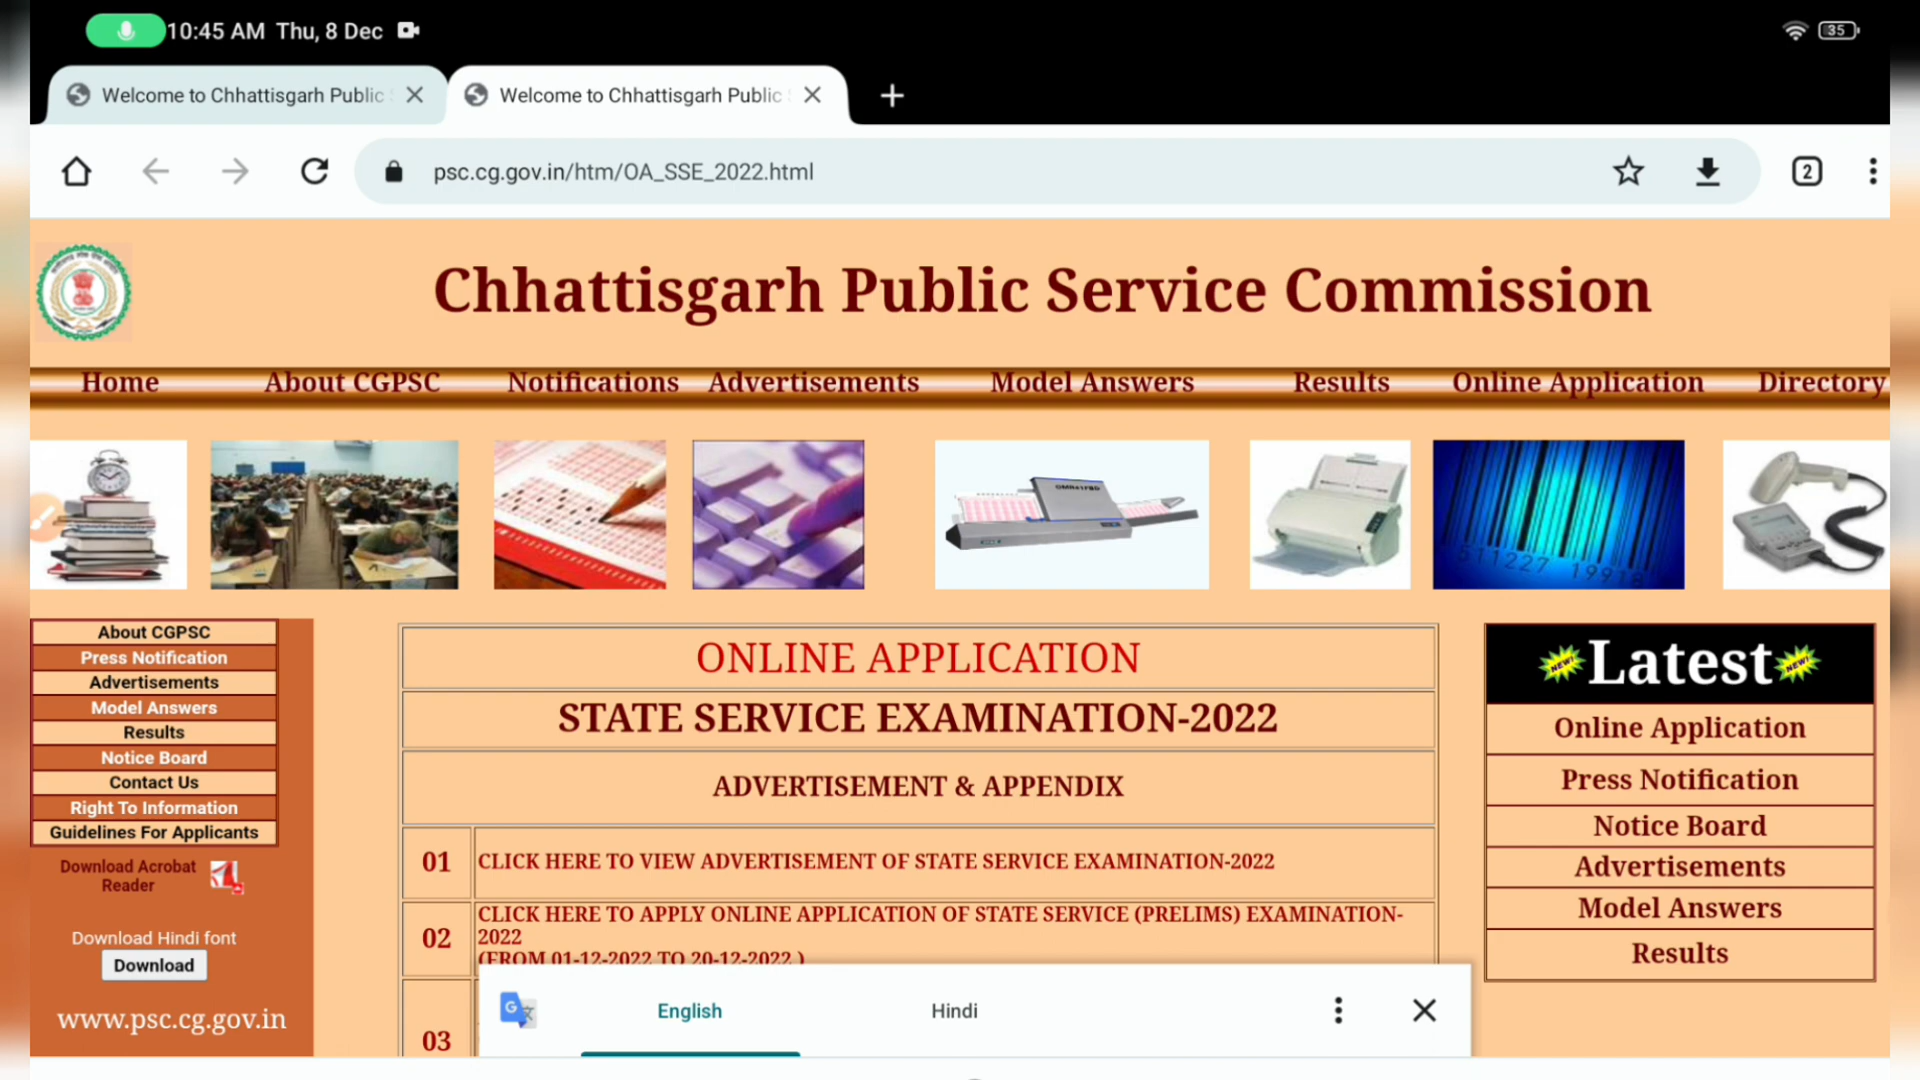 10:45 AM Thu, 8 Dec
35
Welcome to Chhattisgarh Public
Welcome to Chhattisgarh Public
psc.cg.gov.in/htm/OA_SSE_2022.html
2
Chhattisgarh Public Service Commission
Home About CGPSC Notifications Advertisements Model Answers Results Online Application Directory
About CGPSC
Press Notification
Advertisements
Model Answers
Results
Notice Board
Contact Us
Right To Information
Guidelines For Applicants
Download Acrobat
Reader
Download Hindi font
Download
www.psc.cg.gov.in
ONLINE APPLICATION
STATE SERVICE EXAMINATION-2022
ADVERTISEMENT & APPENDIX
01 CLICK HERE TO VIEW ADVERTISEMENT OF STATE SERVICE EXAMINATION-2022
02 CLICK HERE TO APPLY ONLINE APPLICATION OF STATE SERVICE (PRELIMS) EXAMINATION-
2022
(FROM 01-12-2022 TO 20-12-2022 )
03
NEW! Latest NEW!
Online Application
Press Notification
Notice Board
Advertisements
Model Answers
Results
English Hindi